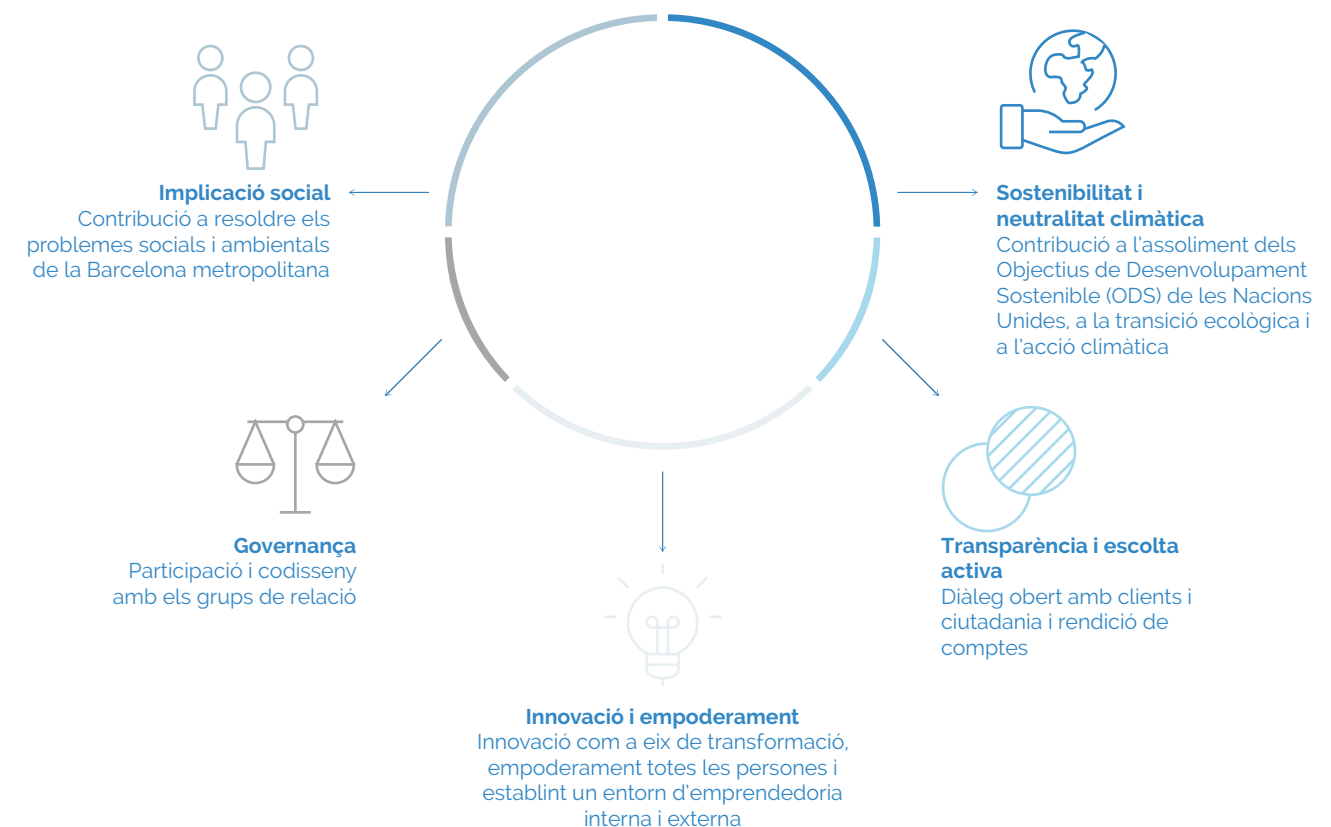 Implicació social
Contribució a resoldre els
problemes socials i ambientals
de la Barcelona metropolitana
Sostenibilitat i
neutralitat climàtica
Contribució a l'assoliment dels
Objectius de Desenvolupament
Sostenible (ODS) de les Nacions
Unides, a la transició ecològica i
a l'acció climàtica
Governança
Participació i codisseny
amb els grups de relació
Transparència i escolta
activa
Diàleg obert amb clients i
ciutadania i rendició de
comptes
Innovació i empoderament
Innovació com a eix de transformació,
empoderament totes les persones i
establint un entorn d'emprendedoria
interna i externa